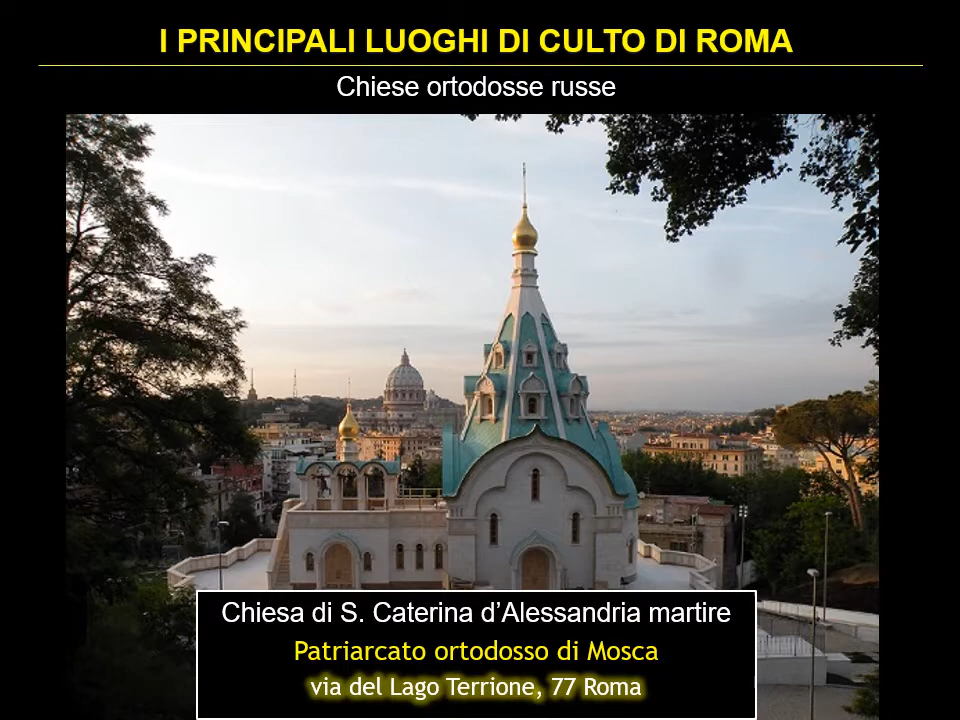 I PRINCIPALI LUOGHI DI CULTO DI ROMA
Chiese ortodosse russe
Chiesa di S. Caterina d’Alessandria martire
Patriarcato ortodosso di Mosca
via del Lago Terrione, 77 Roma